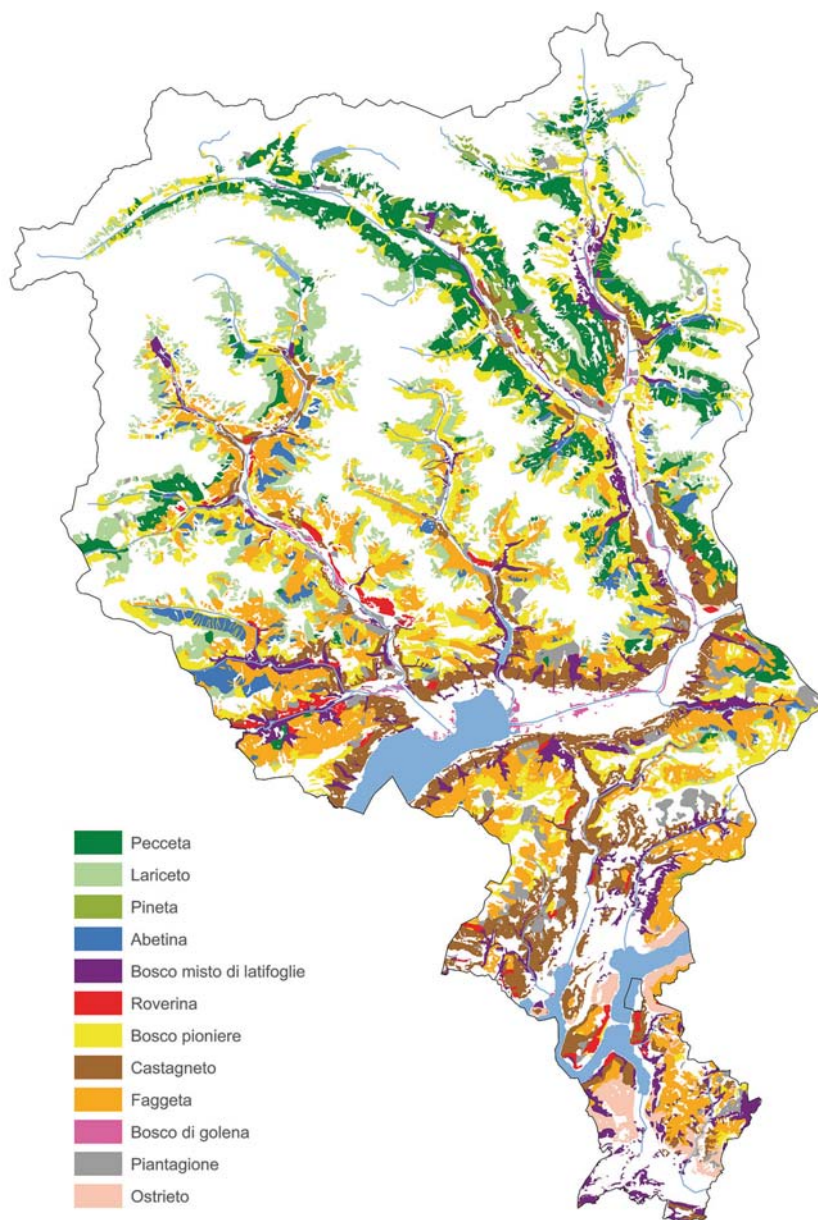 Pecceta
Lariceto
Pineta
Abetina
Bosco misto di latifoglie
Roverina
Bosco pioniere
Castagneto
Faggeta
Bosco di golena
Piantagione
Ostrieto